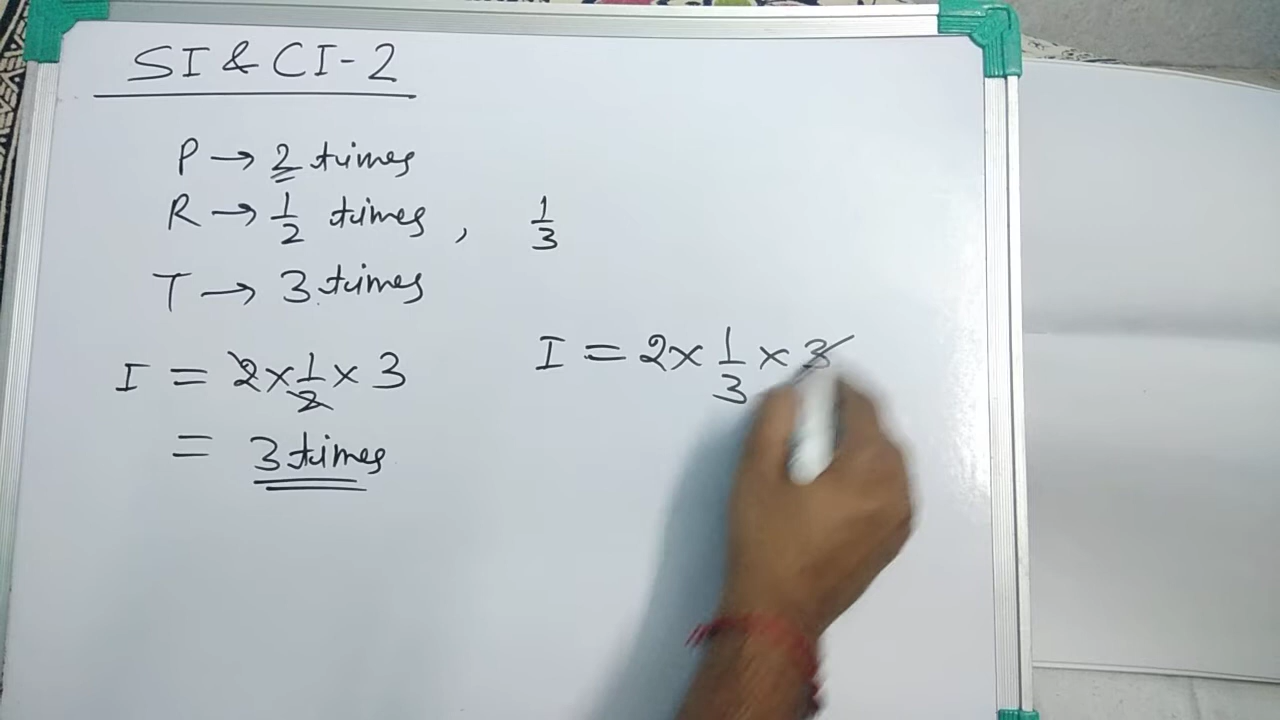 SI & CI-2
P → 2 times
R → 1/2 times, 1/3
T → 3 times
I = 2 × 1/2 × 3
= 3 times
I = 2 × 1/3 × 3